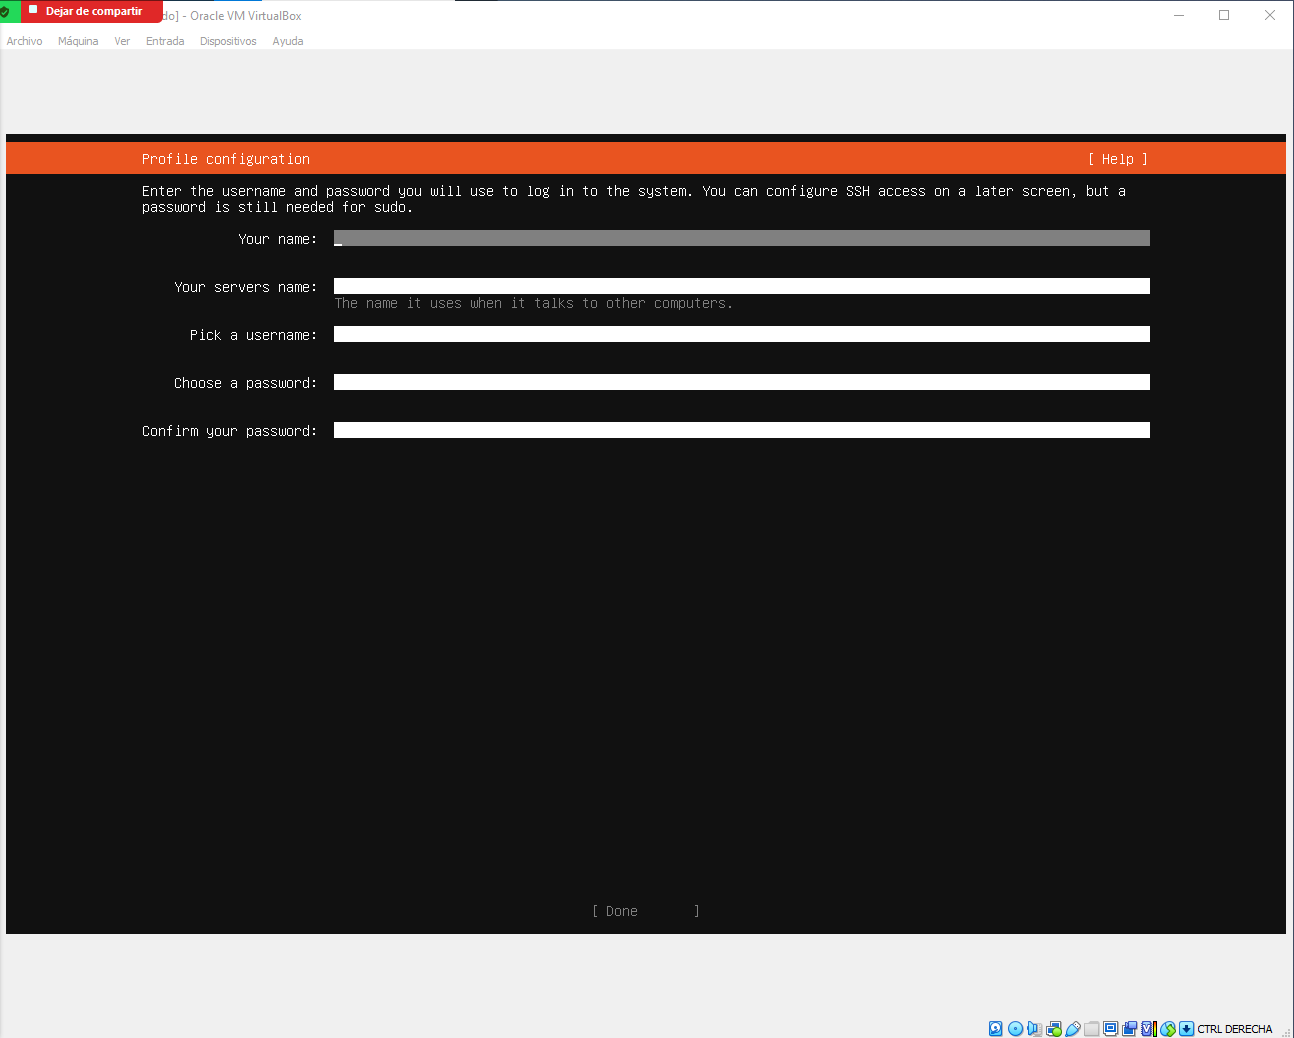 Dejar de compartir
do] - Oracle VM VirtualBox
Archivo Máquina Ver Entrada Dispositivos Ayuda
Profile configuration [ Help ]
Enter the username and password you will use to log in to the system. You can configure SSH access on a later screen, but a
password is still needed for sudo.
Your name:
Your servers name:
The name it uses when it talks to other computers.
Pick a username:
Choose a password:
Confirm your password:
[ Done ]
CTRL DERECHA